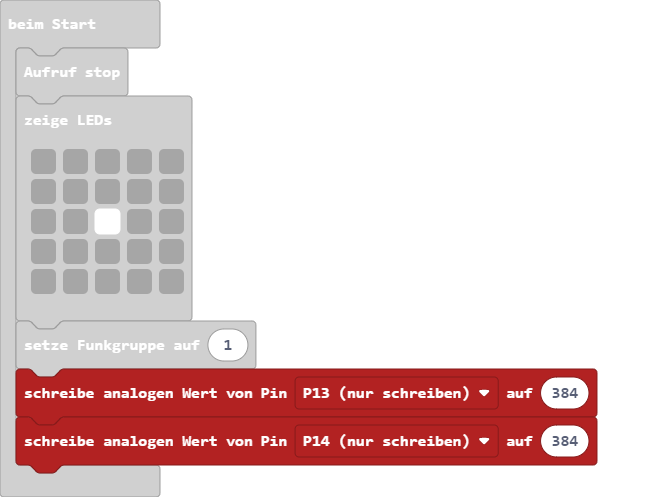 beim Start
Aufruf stop
zeige LEDs
setze Funkgruppe auf 1
schreibe analogen Wert von Pin P13 (nur schreiben) auf 384
schreibe analogen Wert von Pin P14 (nur schreiben) auf 384